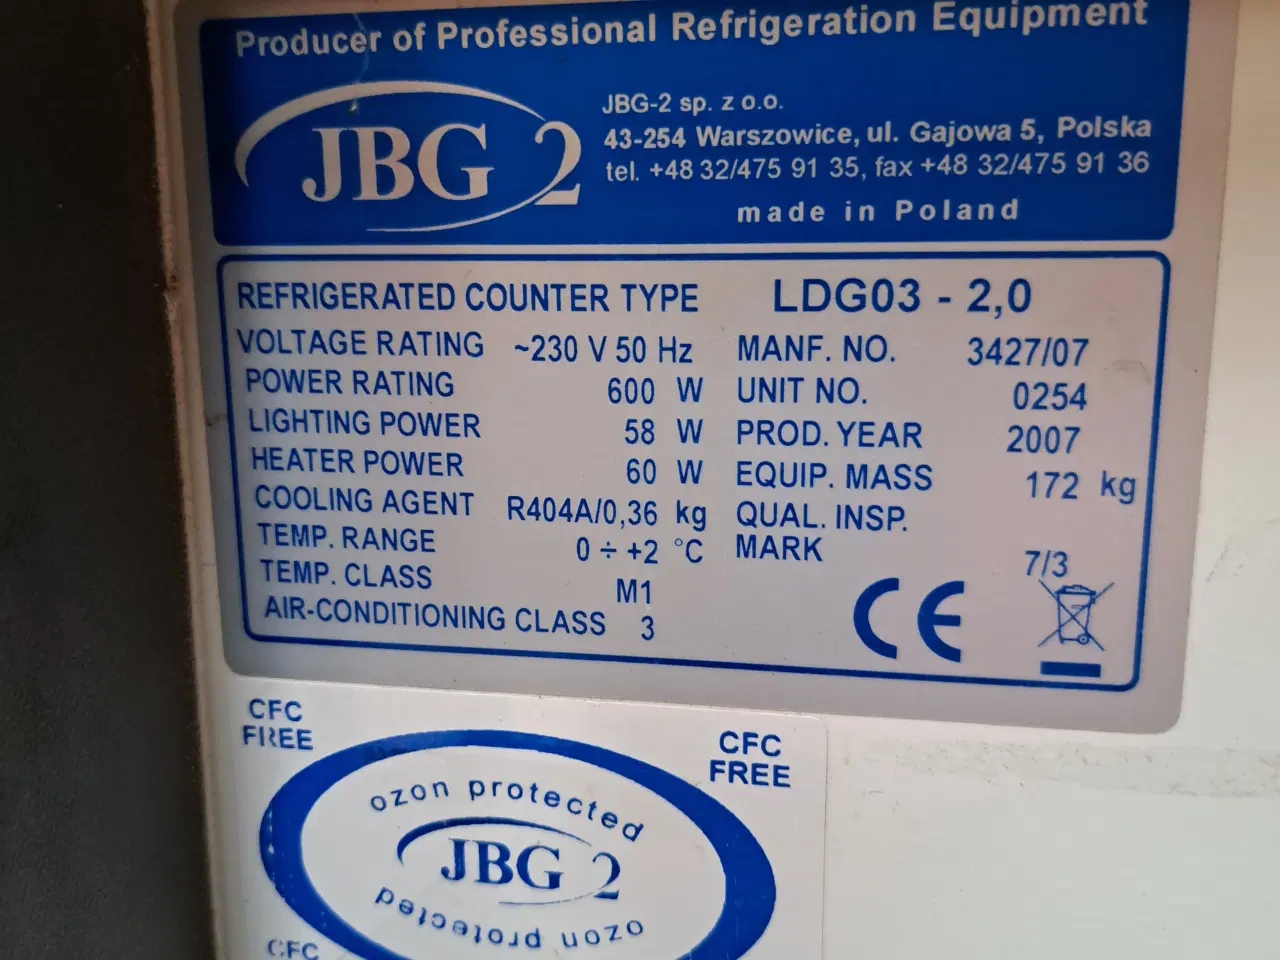 Producer of Professional Refrigeration Equipment
JBG 2
JBG-2 sp. z o.o.
43-254 Warszowice, ul. Gajowa 5, Polska
tel. +48 32/475 91 35, fax +48 32/475 91 36
made in Poland
REFRIGERATED COUNTER TYPE LDG03 - 2,0
VOLTAGE RATING ~230 V 50 Hz MANF. NO. 3427/07
POWER RATING 600 W UNIT NO. 0254
LIGHTING POWER 58 W PROD. YEAR 2007
HEATER POWER 60 W EQUIP. MASS 172 kg
COOLING AGENT R404A/0,36 kg QUAL. INSP.
TEMP. RANGE 0 ÷ +2 °C MARK 7/3
TEMP. CLASS M1
AIR-CONDITIONING CLASS 3
CE
CFC
FREE
CFC
FREE
ozon protected
JBG 2
ozon protected
CFC